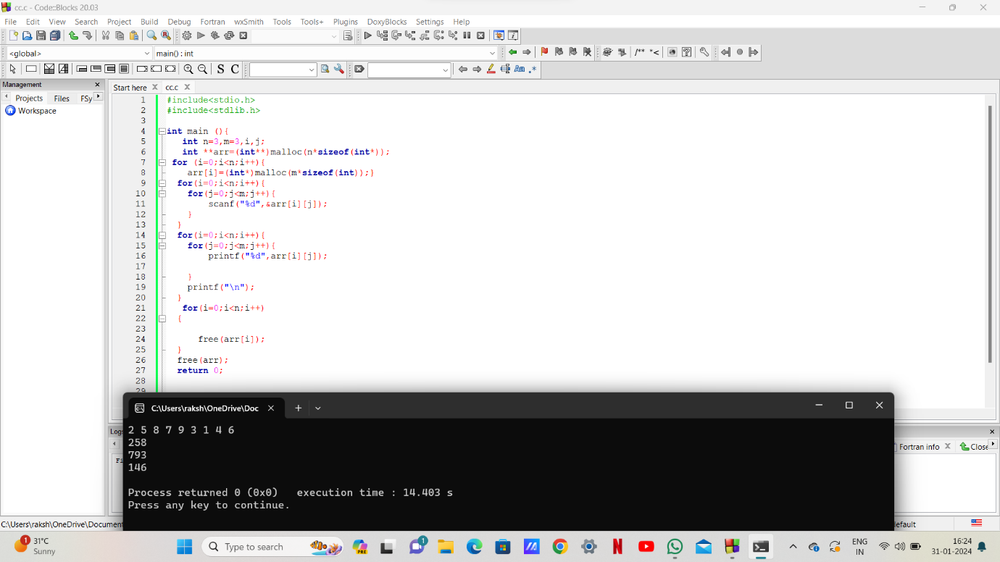 cc.c - Code::Blocks 20.03
File Edit View Search Project Build Debug Fortran wxSmith Tools Tools+ Plugins DoxyBlocks Settings Help
<global> main() : int
/** *<
S C Aa .*
Management
Projects Files FSy
Workspace
Start here cc.c
1 #include<stdio.h>
2 #include<stdlib.h>
3
4 int main (){
5 int n=3,m=3,i,j;
6 int **arr=(int**)malloc(n*sizeof(int*));
7 for (i=0;i<n;i++){
8 arr[i]=(int*)malloc(m*sizeof(int));}
9 for(i=0;i<n;i++){
10 for(j=0;j<m;j++){
11 scanf("%d",&arr[i][j]);
12 }
13 }
14 for(i=0;i<n;i++){
15 for(j=0;j<m;j++){
16 printf("%d",arr[i][j]);
17
18 }
19 printf("\n");
20 }
21 for(i=0;i<n;i++)
22 {
23
24 free(arr[i]);
25 }
26 free(arr);
27 return 0;
28
29
C:\Users\raksh\OneDrive\Doc
2 5 8 7 9 3 1 4 6
258
793
146
Process returned 0 (0x0) execution time : 14.403 s
Press any key to continue.
Logs
Fortran info Close
C:\Users\raksh\OneDrive\Document
default
1 31°C
Sunny
Type to search
PRE
1
N
ENG
IN
16:24
31-01-2024